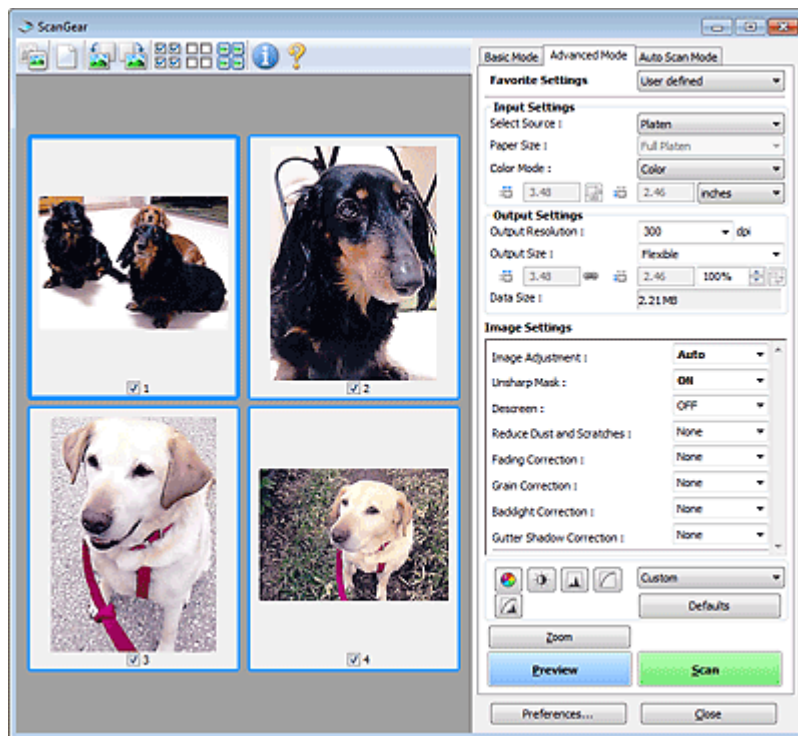 ScanGear
Basic Mode Advanced Mode Auto Scan Mode
Favorite Settings User defined
Input Settings
Select Source : Platen
Paper Size : Full Platen
Color Mode : Color
3.48 2.46 inches
Output Settings
Output Resolution : 300 dpi
Output Size : Flexible
3.48 2.46 100%
Data Size : 2.21MB
Image Settings
Image Adjustment : Auto
Unsharp Mask : ON
Descreen : OFF
Reduce Dust and Scratches : None
Fading Correction : None
Grain Correction : None
Backlight Correction : None
Gutter Shadow Correction : None
Custom
Defaults
Zoom
Preview Scan
Preferences... Close
1
2
3
4